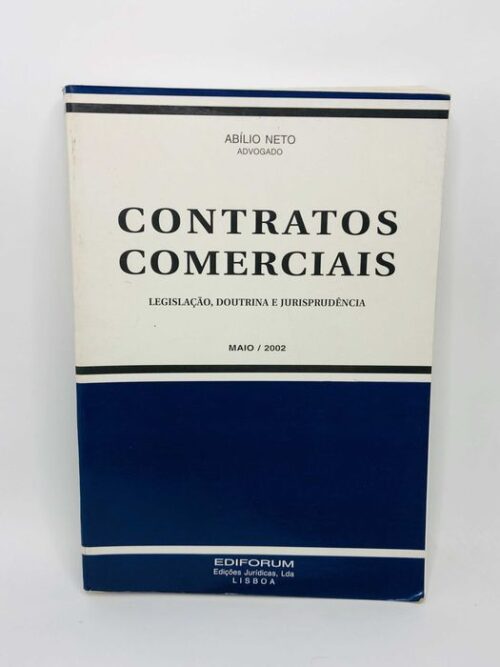 ABÍLIO NETO
ADVOGADO
CONTRATOS
COMERCIAIS
LEGISLAÇÃO, DOUTRINA E JURISPRUDÊNCIA
MAIO / 2002
EDIFORUM
Edições Jurídicas, Lda
LISBOA